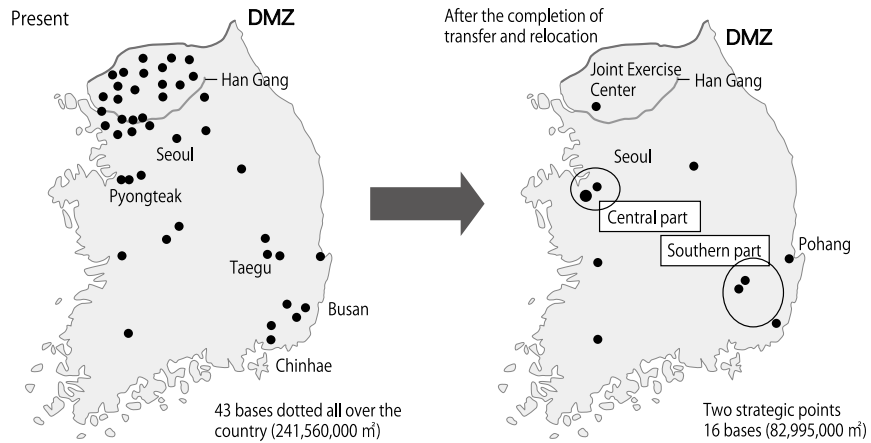 Present
DMZ
Han Gang
Seoul
Pyongteak
Taegu
Busan
Chinhae
43 bases dotted all over the
country (241,560,000 ㎡)
After the completion of
transfer and relocation
DMZ
Joint Exercise
Center
Han Gang
Seoul
Central part
Southern part
Pohang
Two strategic points
16 bases (82,995,000 ㎡)